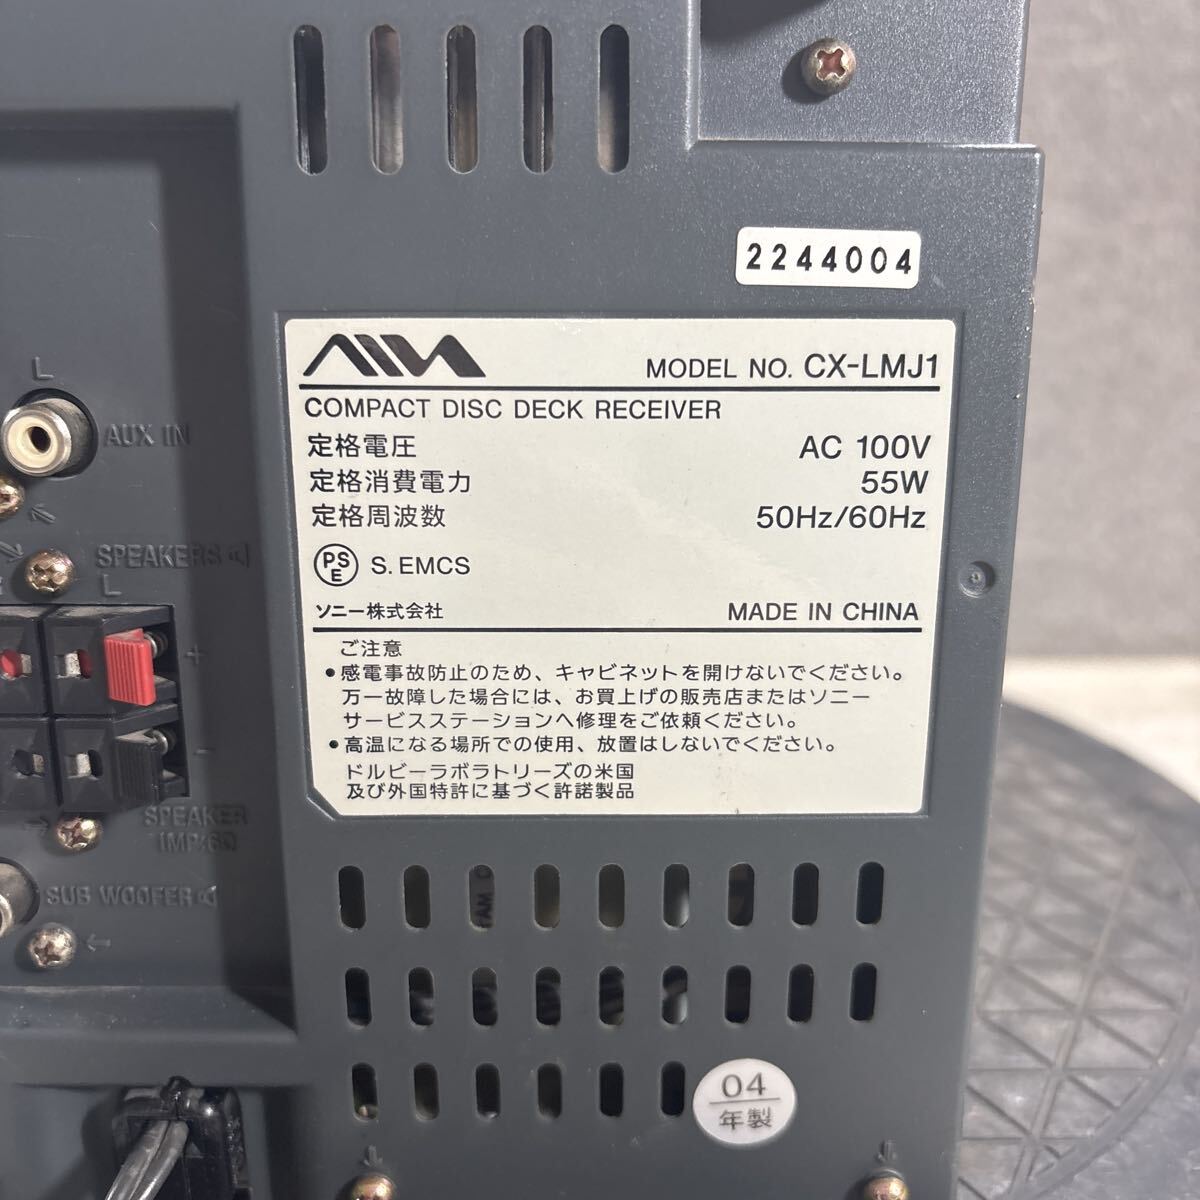 2244004
AIWA
MODEL NO. CX-LMJ1
COMPACT DISC DECK RECEIVER
定格電圧 AC 100V
定格消費電力 55W
定格周波数 50Hz/60Hz
PSE S. EMCS
ソニー株式会社 MADE IN CHINA
ご注意
•感電事故防止のため、キャビネットを開けないでください。
万一故障した場合には、お買上げの販売店またはソニー
サービスステーションへ修理をご依頼ください。
•高温になる場所での使用、放置はしないでください。
ドルビーラボラトリーズの米国
及び外国特許に基づく許諾製品
L
AUX IN
SPEAKERS
L
+
-
SPEAKER
IMP:6Ω
SUB WOOFER
04
年製